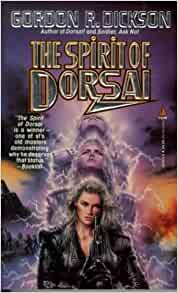 GORDON R. DICKSON
Author of Dorsai! and Soldier, Ask Not
THE SPIRIT OF
DORSAI
"The Spirit
of Dorsai
is a winner—
one of sf's
old masters
demonstrating
why he deserves
that status."
—Booklist